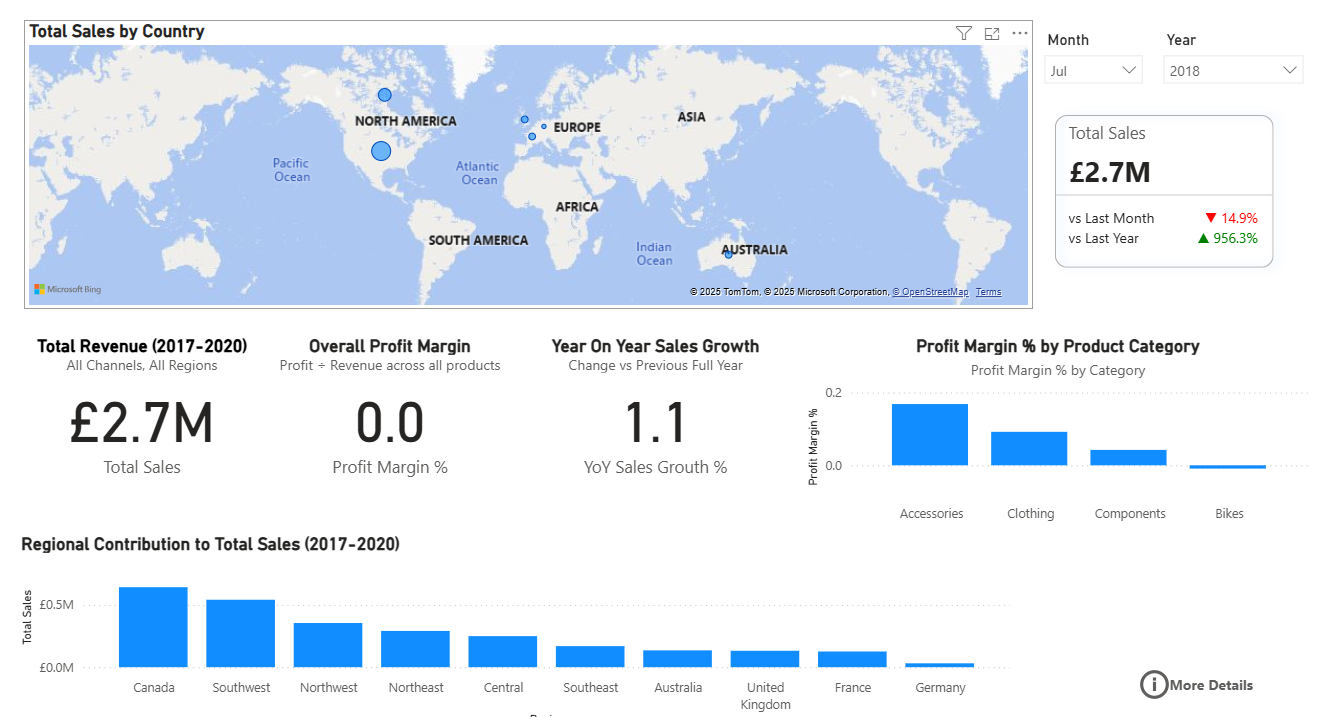 Total Sales by Country
Month
Year
Jul
2018
NORTH AMERICA
EUROPE
ASIA
Pacific
Ocean
Atlantic
Ocean
AFRICA
SOUTH AMERICA
Indian
Ocean
AUSTRALIA
Microsoft Bing
© 2025 TomTom, © 2025 Microsoft Corporation, © OpenStreetMap Terms
Total Sales
£2.7M
vs Last Month ▼ 14.9%
vs Last Year ▲ 956.3%
Total Revenue (2017-2020)
All Channels, All Regions
£2.7M
Total Sales
Overall Profit Margin
Profit ÷ Revenue across all products
0.0
Profit Margin %
Year On Year Sales Growth
Change vs Previous Full Year
1.1
YoY Sales Grouth %
Profit Margin % by Product Category
Profit Margin % by Category
Profit Margin %
0.2
0.0
Accessories
Clothing
Components
Bikes
Regional Contribution to Total Sales (2017-2020)
Total Sales
£0.5M
£0.0M
Canada
Southwest
Northwest
Northeast
Central
Southeast
Australia
United
Kingdom
France
Germany
More Details